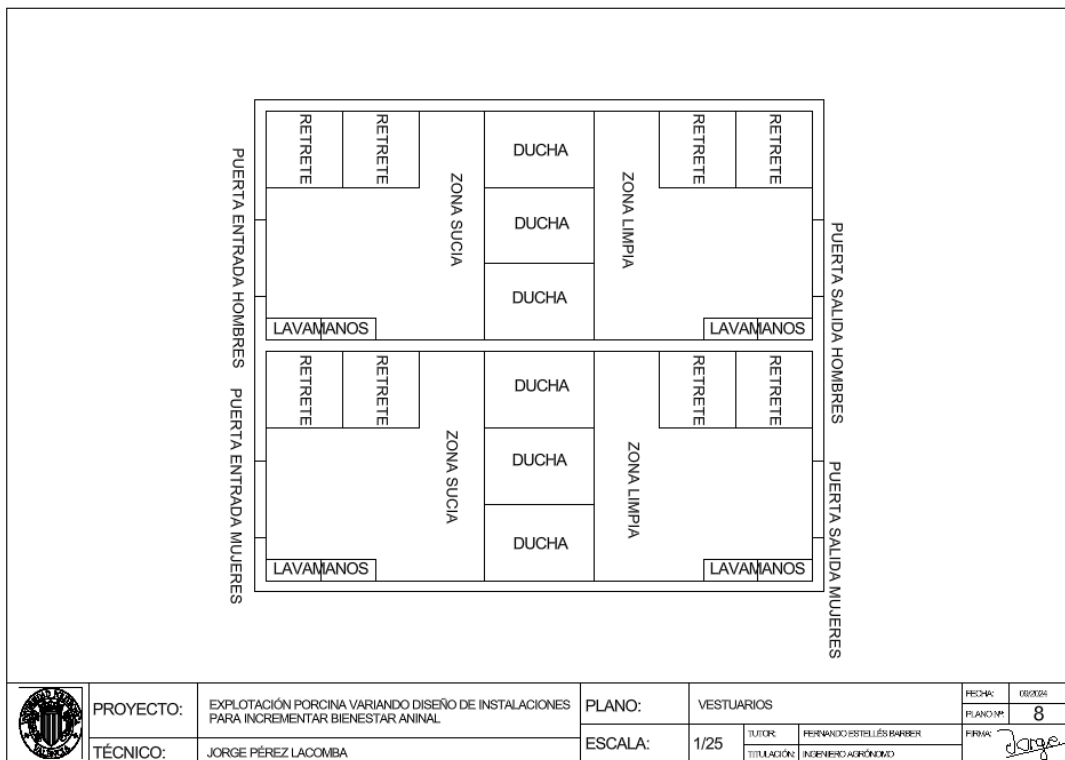 PUERTA ENTRADA HOMBRES
RETRETE
RETRETE
ZONA SUCIA
DUCHA
DUCHA
DUCHA
ZONA LIMPIA
RETRETE
RETRETE
PUERTA SALIDA HOMBRES
LAVAMANOS
LAVAMANOS
PUERTA ENTRADA MUJERES
RETRETE
RETRETE
ZONA SUCIA
DUCHA
DUCHA
DUCHA
ZONA LIMPIA
RETRETE
RETRETE
PUERTA SALIDA MUJERES
LAVAMANOS
LAVAMANOS
PROYECTO:
EXPLOTACIÓN PORCINA VARIANDO DISEÑO DE INSTALACIONES
PARA INCREMENTAR BIENESTAR ANINAL
TÉCNICO:
JORGE PÉREZ LACOMBA
PLANO:
VESTUARIOS
ESCALA:
1/25
TUTOR:
FERNANDO ESTELLÉS BARBER
TITULACIÓN:
INGENIERO AGRÓNOMO
FECHA:
09/2024
PLANO Nº:
8
FIRMA:
Jorge